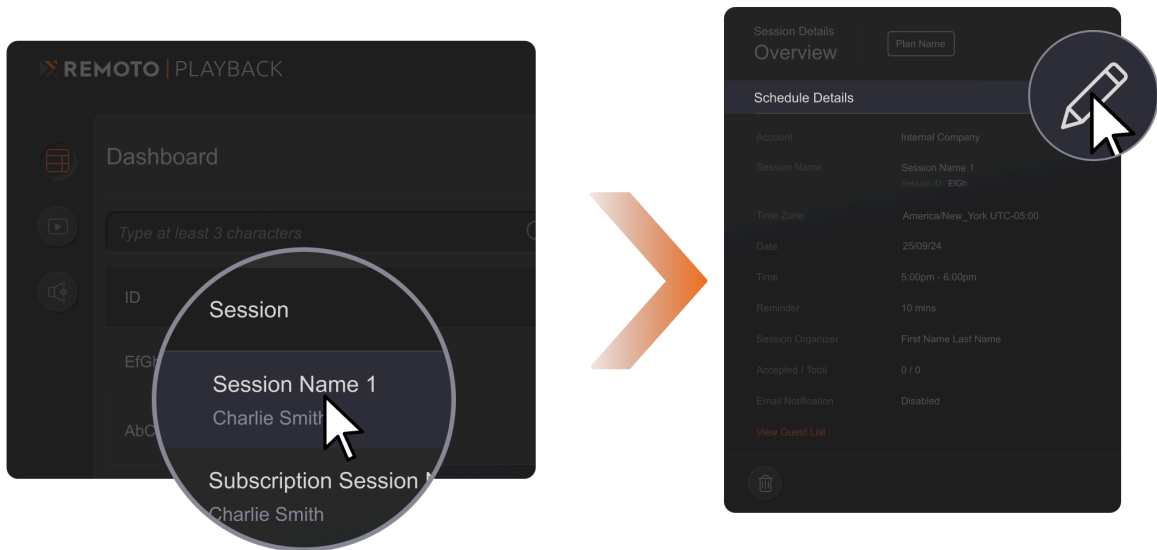 REMOTO | PLAYBACK
Dashboard
Type at least 3 characters
ID
Session
EfGh
Session Name 1
Charlie Smith
AbC
Subscription Session
Charlie Smith
Session Details
Overview
Plan Name
Schedule Details
Account Internal Company
Session Name Session Name 1
Session ID: EfGh
Time Zone America/New_York UTC-05:00
Date 25/09/24
Time 5:00pm - 6:00pm
Reminder 10 mins
Session Organizer First Name Last Name
Accepted / Total 0 / 0
Email Notification Disabled
View Guest List